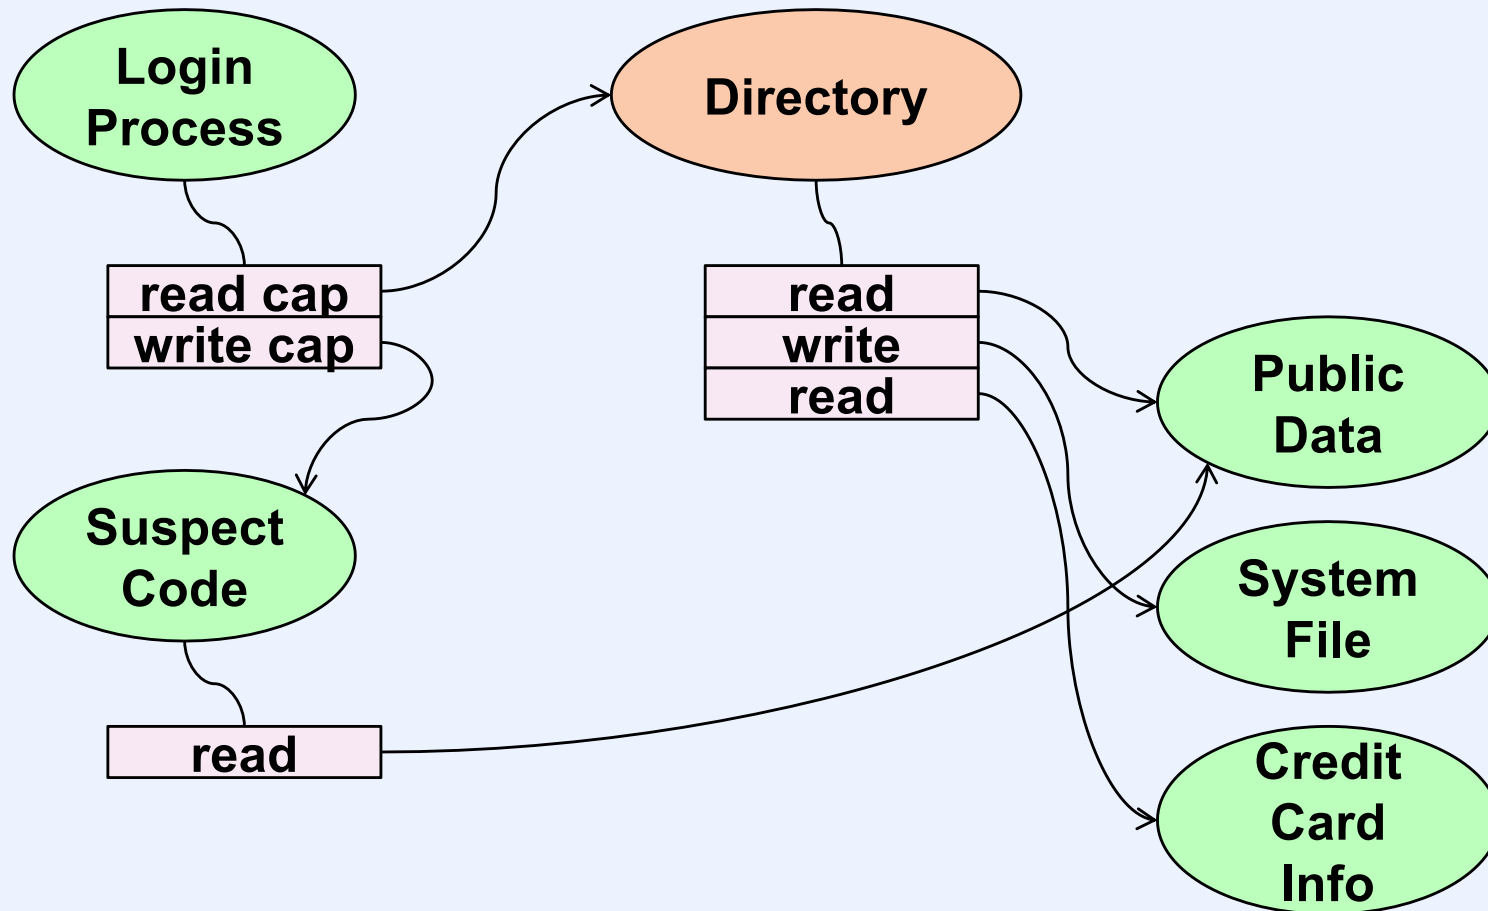 Login
Process
Directory
read cap
write cap
read
write
read
Public
Data
Suspect
Code
System
File
read
Credit
Card
Info